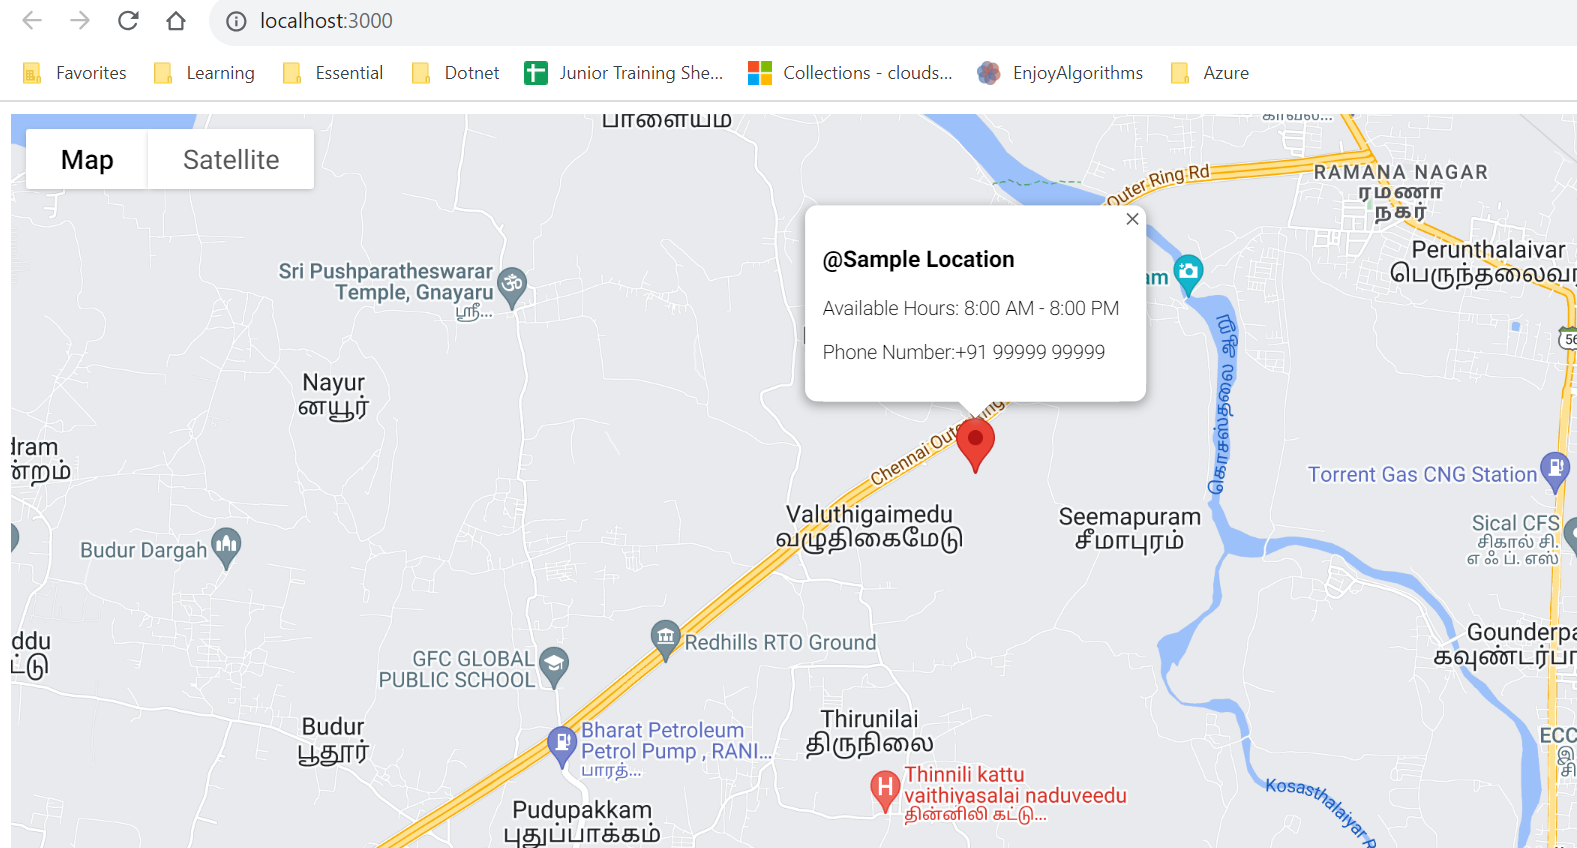 localhost:3000
Favorites
Learning
Essential
Dotnet
Junior Training She...
Collections - clouds...
EnjoyAlgorithms
Azure
Map
Satellite
பாளையம்
காவல்...
Outer Ring Rd
RAMANA NAGAR
ரமணா
நகர்
Perunthalaivar
பெருந்தலைவர
@Sample Location
Available Hours: 8:00 AM - 8:00 PM
Phone Number:+91 99999 99999
am
Sri Pushparatheswarar
Temple, Gnayaru
ஸ்ரீ...
56
Nayur
னயூர்
dram
ன்றம்
Chennai Oute
ing
கொசஸ்தலை ஆறு
Torrent Gas CNG Station
Valuthigaimedu
வழுதிகைமேடு
Seemapuram
சீமாபுரம்
Sical CFS
சிகால் சி.
எ ஃப். எஸ்
Budur Dargah
ddu
ட்டு
Redhills RTO Ground
GFC GLOBAL
PUBLIC SCHOOL
Gounderpa
கவுண்டர்பா
Budur
பூதூர்
Bharat Petroleum
Petrol Pump , RANI...
பாரத்...
Thirunilai
திருநிலை
ECC
இ
சி
Thinnili kattu
vaithiyasalai naduveedu
தின்னிலி கட்டு...
Kosasthalaiyar R
Pudupakkam
புதுப்பாக்கம்